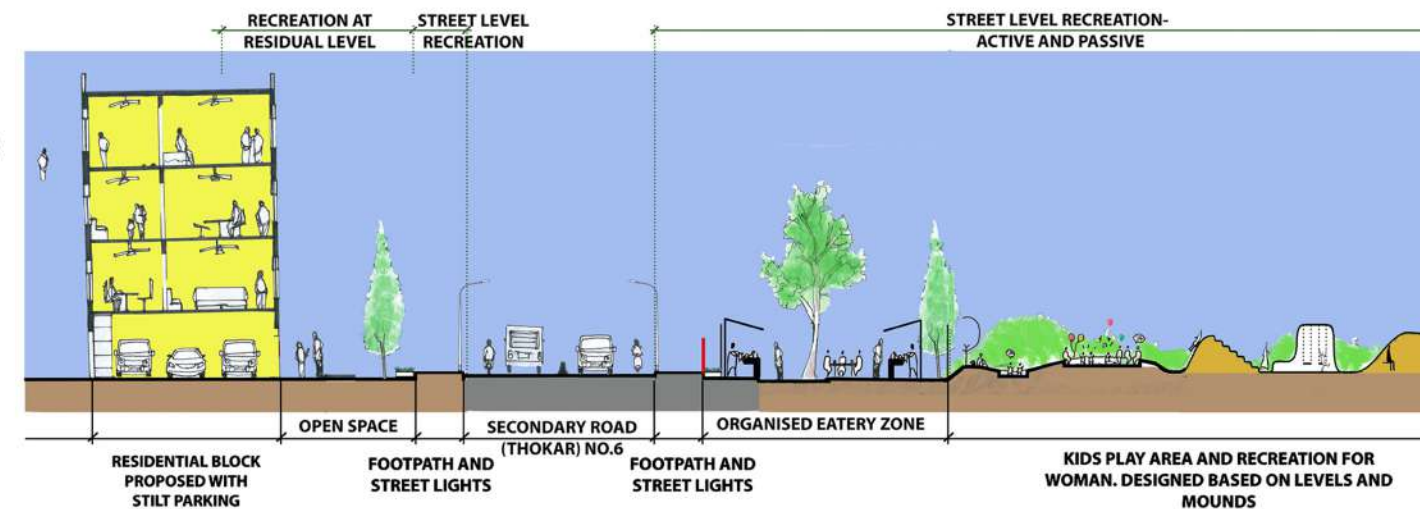 RECREATION AT
RESIDUAL LEVEL
STREET LEVEL
RECREATION
STREET LEVEL RECREATION-
ACTIVE AND PASSIVE
OPEN SPACE
SECONDARY ROAD
(THOKAR) NO.6
ORGANISED EATERY ZONE
RESIDENTIAL BLOCK
PROPOSED WITH
STILT PARKING
FOOTPATH AND
STREET LIGHTS
FOOTPATH AND
STREET LIGHTS
KIDS PLAY AREA AND RECREATION FOR
WOMAN. DESIGNED BASED ON LEVELS AND
MOUNDS